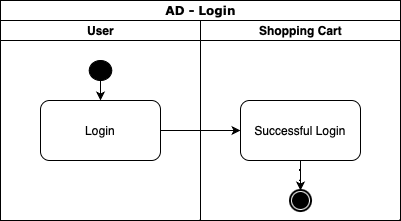 AD - Login
User
Shopping Cart
Login
Successful Login